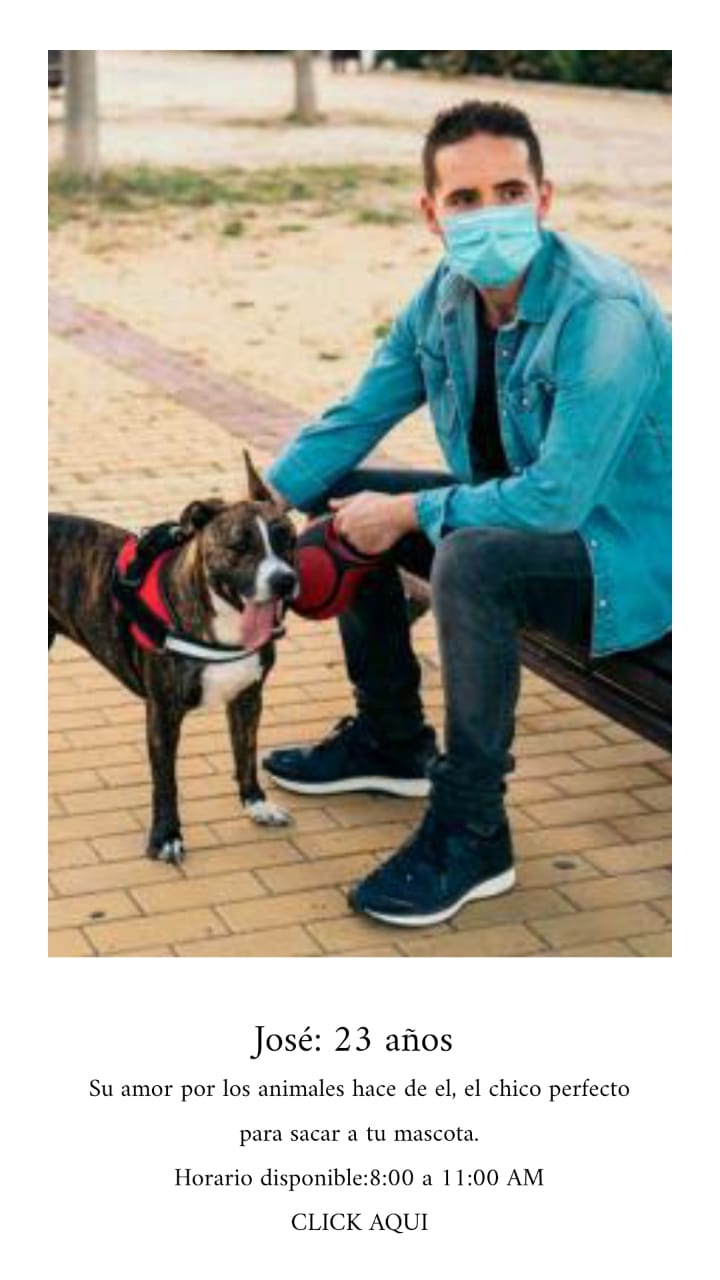 José: 23 años
Su amor por los animales hace de el, el chico perfecto
para sacar a tu mascota.
Horario disponible:8:00 a 11:00 AM
CLICK AQUI